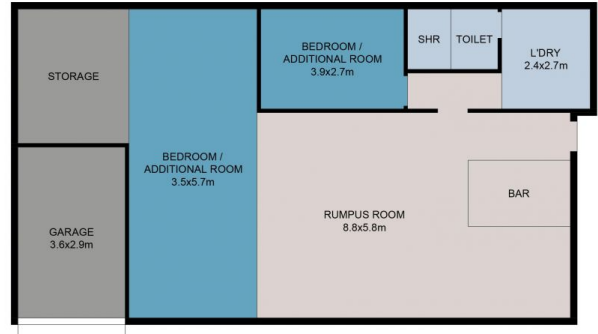 STORAGE
BEDROOM /
ADDITIONAL ROOM
3.9x2.7m
SHR
TOILET
L'DRY
2.4x2.7m
BEDROOM /
ADDITIONAL ROOM
3.5x5.7m
GARAGE
3.6x2.9m
RUMPUS ROOM
8.8x5.8m
BAR